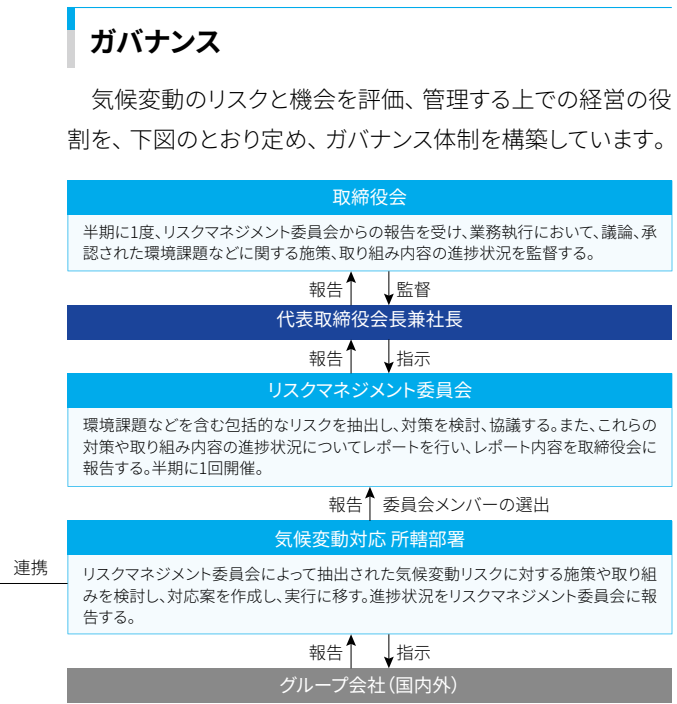 ガバナンス
気候変動のリスクと機会を評価、管理する上での経営の役
割を、下図のとおり定め、ガバナンス体制を構築しています。
取締役会
半期に1度、リスクマネジメント委員会からの報告を受け、業務執行において、議論、承
認された環境課題などに関する施策、取り組み内容の進捗状況を監督する。
報告 監督
代表取締役会長兼社長
報告 指示
リスクマネジメント委員会
環境課題などを含む包括的なリスクを抽出し、対策を検討、協議する。また、これらの
対策や取り組み内容の進捗状況についてレポートを行い、レポート内容を取締役会に
報告する。半期に1回開催。
報告 委員会メンバーの選出
気候変動対応 所轄部署
連携
リスクマネジメント委員会によって抽出された気候変動リスクに対する施策や取り組
みを検討し、対応案を作成し、実行に移す。進捗状況をリスクマネジメント委員会に報
告する。
報告 指示
グループ会社（国内外）